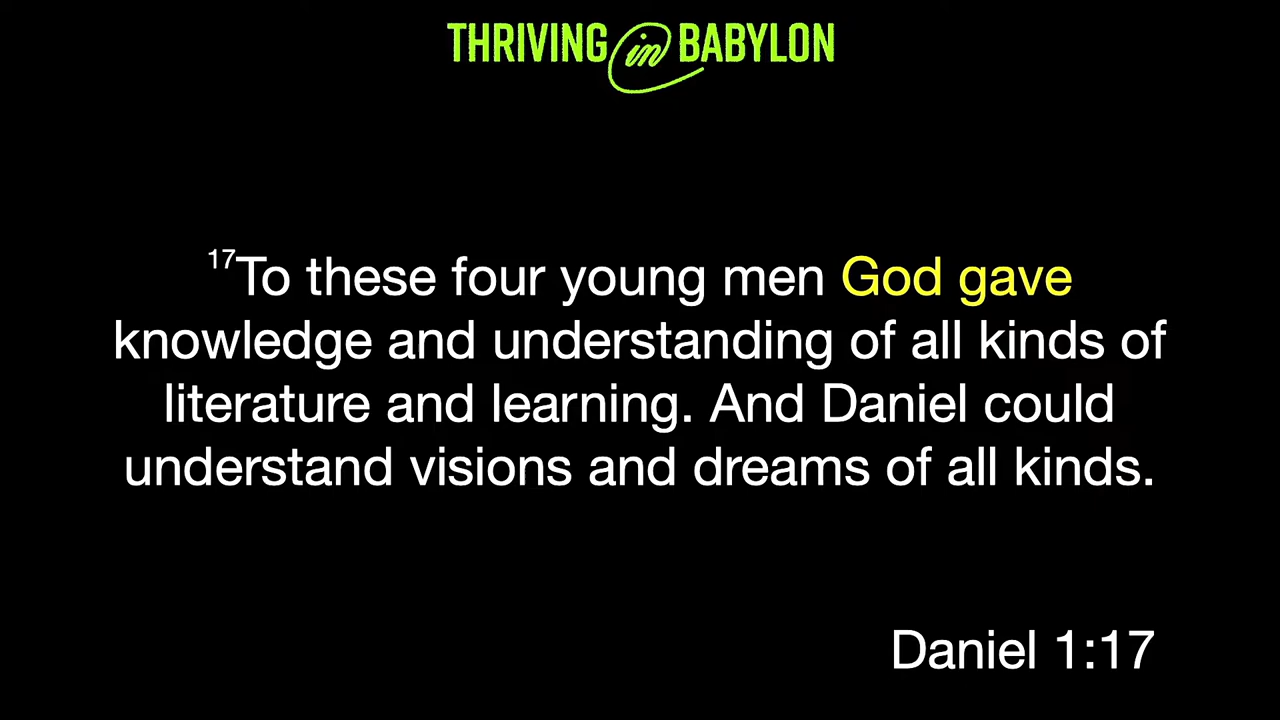 THRIVING in BABYLON
17To these four young men God gave
knowledge and understanding of all kinds of
literature and learning. And Daniel could
understand visions and dreams of all kinds.
Daniel 1:17